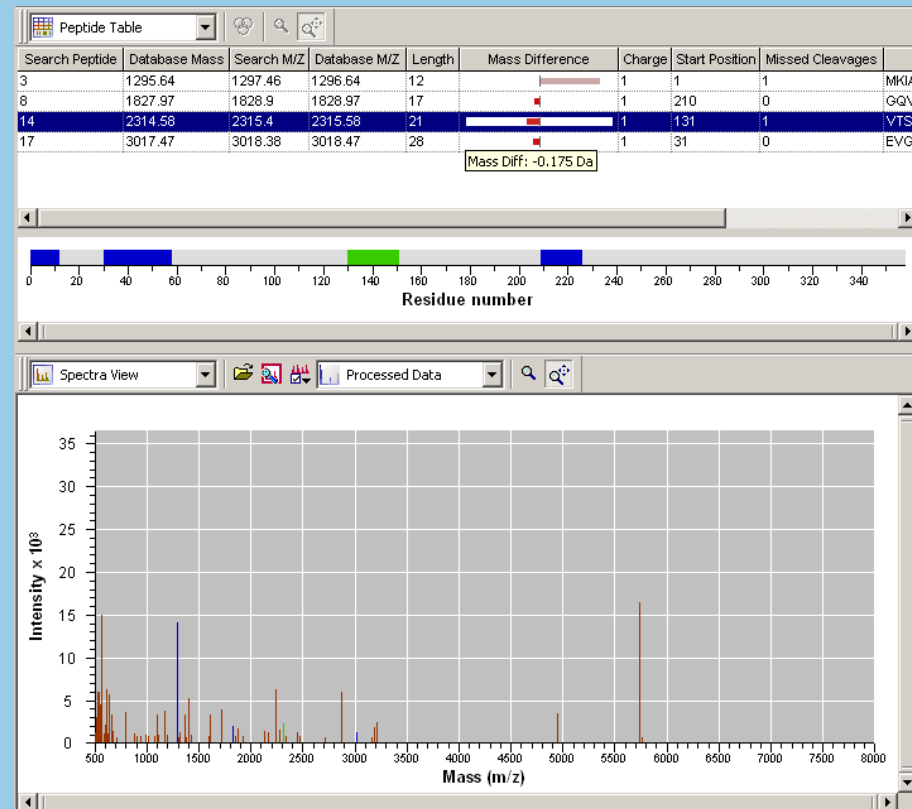 Peptide Table
Search Peptide Database Mass Search M/Z Database M/Z Length Mass Difference Charge Start Position Missed Cleavages
3 1295.64 1297.46 1296.64 12 1 1 1 MKIA
8 1827.97 1828.9 1828.97 17 1 210 0 GQV
14 2314.58 2315.4 2315.58 21 1 131 1 VTS
17 3017.47 3018.38 3018.47 28 1 31 0 EVG
Mass Diff: -0.175 Da
0 20 40 60 80 100 120 140 160 180 200 220 240 260 280 300 320 340
Residue number
Spectra View Processed Data
35
30
25
20
15
10
5
0
Intensity x 10³
500 1000 1500 2000 2500 3000 3500 4000 4500 5000 5500 6000 6500 7000 7500 8000
Mass (m/z)